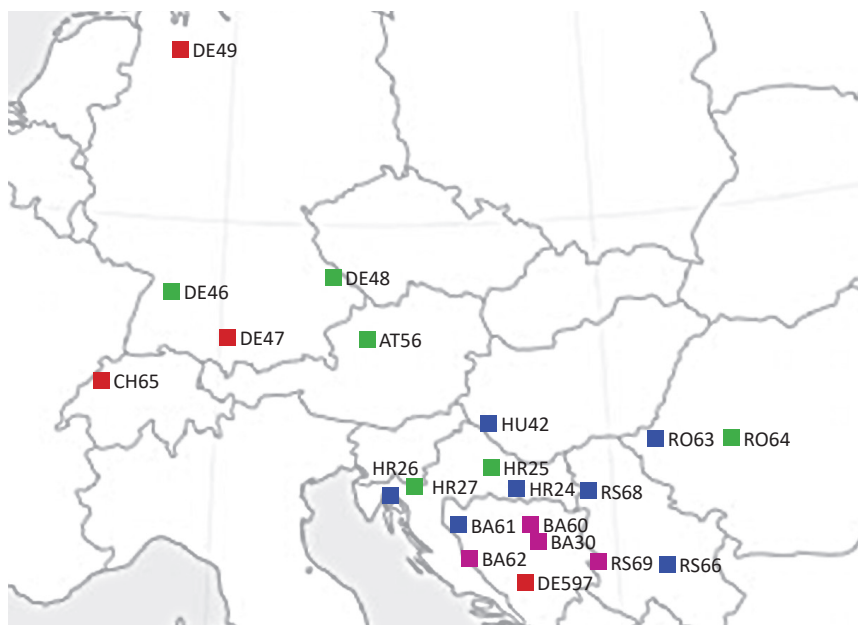 DE49
DE48
DE46
DE47
AT56
CH65
HU42
RO63
RO64
HR26
HR25
HR27
HR24
RS68
BA61
BA60
BA30
BA62
RS69
RS66
DE597